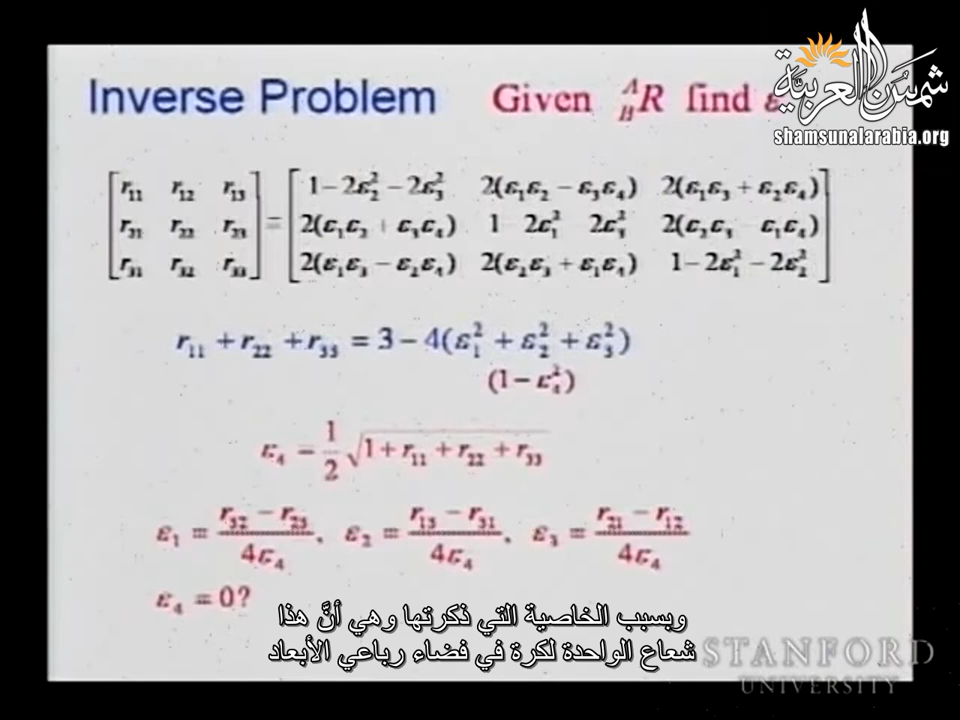 شمس العربية
shamsunalarabia.org
Inverse Problem Given ᴬ_B R find ε
[r₁₁ r₁₂ r₁₃] = [1 − 2ε₂² − 2ε₃² 2(ε₁ε₂ − ε₃ε₄) 2(ε₁ε₃ + ε₂ε₄)]
[r₂₁ r₂₂ r₂₃] [2(ε₁ε₂ + ε₃ε₄) 1 − 2ε₁² − 2ε₃² 2(ε₂ε₃ − ε₁ε₄)]
[r₃₁ r₃₂ r₃₃] [2(ε₁ε₃ − ε₂ε₄) 2(ε₂ε₃ + ε₁ε₄) 1 − 2ε₁² − 2ε₂²]
r₁₁ + r₂₂ + r₃₃ = 3 − 4(ε₁² + ε₂² + ε₃²)
(1 − ε₄²)
ε₄ = 1/2 √(1 + r₁₁ + r₂₂ + r₃₃)
ε₁ = (r₃₂ − r₂₃)/4ε₄, ε₂ = (r₁₃ − r₃₁)/4ε₄, ε₃ = (r₂₁ − r₁₂)/4ε₄
ε₄ = 0?
وبسبب الخاصية التي ذكرتها وهي أنَّ هذا
شعاع الواحدة لكرة في فضاء رباعي الأبعاد
STANFORD
UNIVERSITY